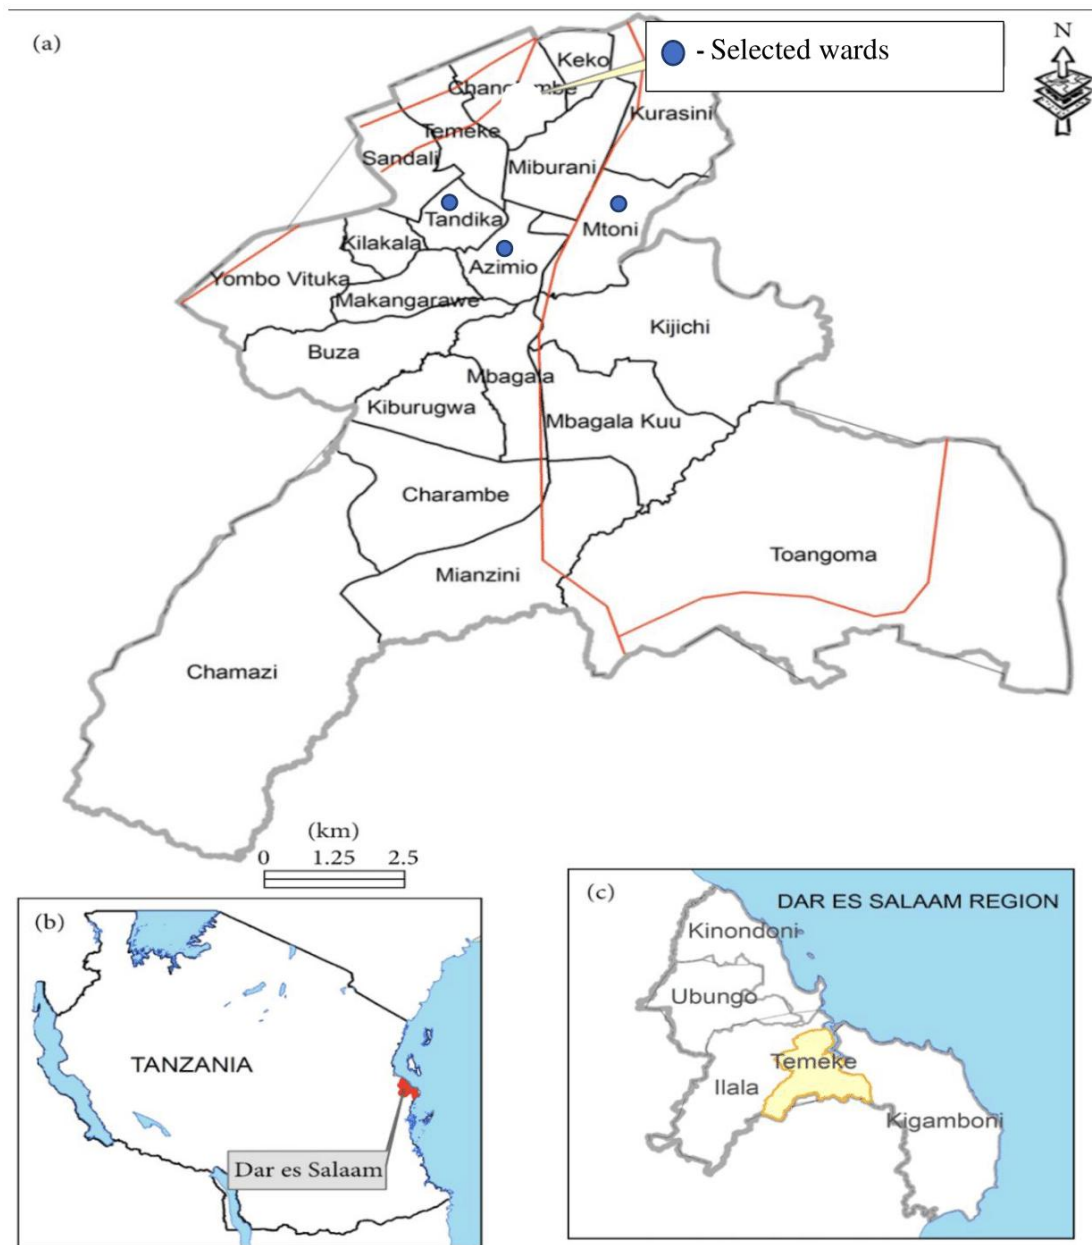 (a)
- Selected wards
N
Keko
Chang'ombe
Kurasini
Temeke
Sandali
Miburani
Tandika
Mtoni
Kilakala
Azimio
Yombo Vituka
Makangarawe
Kijichi
Buza
Mbagala
Kiburugwa
Mbagala Kuu
Charambe
Toangoma
Mianzini
Chamazi
(km)
0 1.25 2.5
(b)
TANZANIA
Dar es Salaam
(c)
DAR ES SALAAM REGION
Kinondoni
Ubungo
Temeke
Ilala
Kigamboni